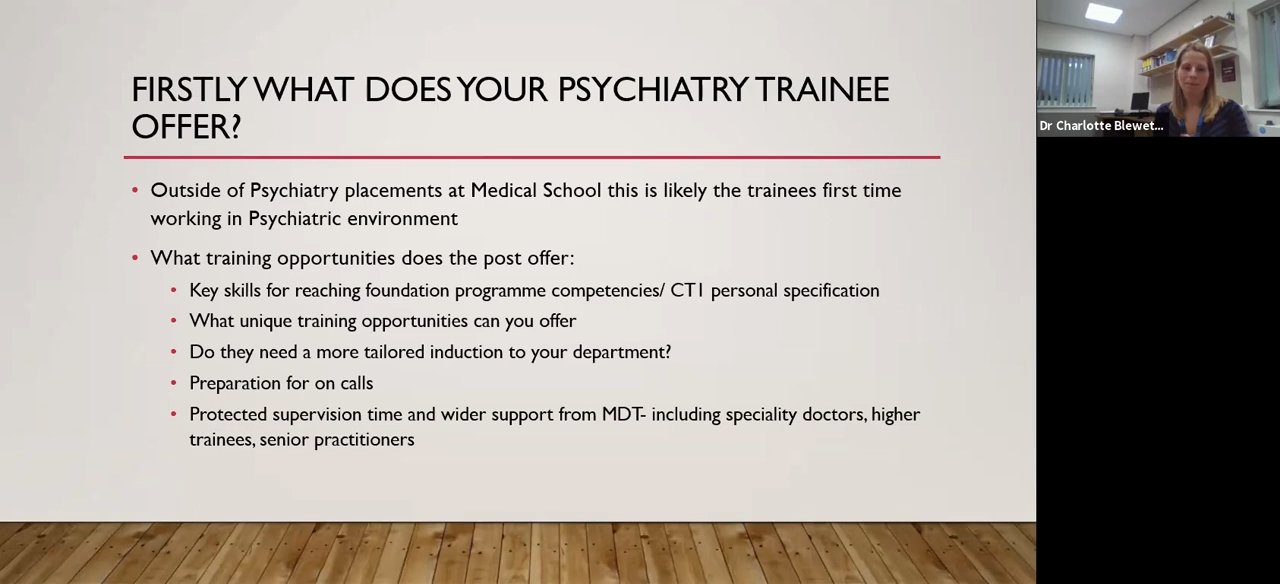 FIRSTLY WHAT DOES YOUR PSYCHIATRY TRAINEE
OFFER?
• Outside of Psychiatry placements at Medical School this is likely the trainees first time
working in Psychiatric environment
• What training opportunities does the post offer:
• Key skills for reaching foundation programme competencies/ CT1 personal specification
• What unique training opportunities can you offer
• Do they need a more tailored induction to your department?
• Preparation for on calls
• Protected supervision time and wider support from MDT- including speciality doctors, higher
trainees, senior practitioners
Dr Charlotte Blewet...